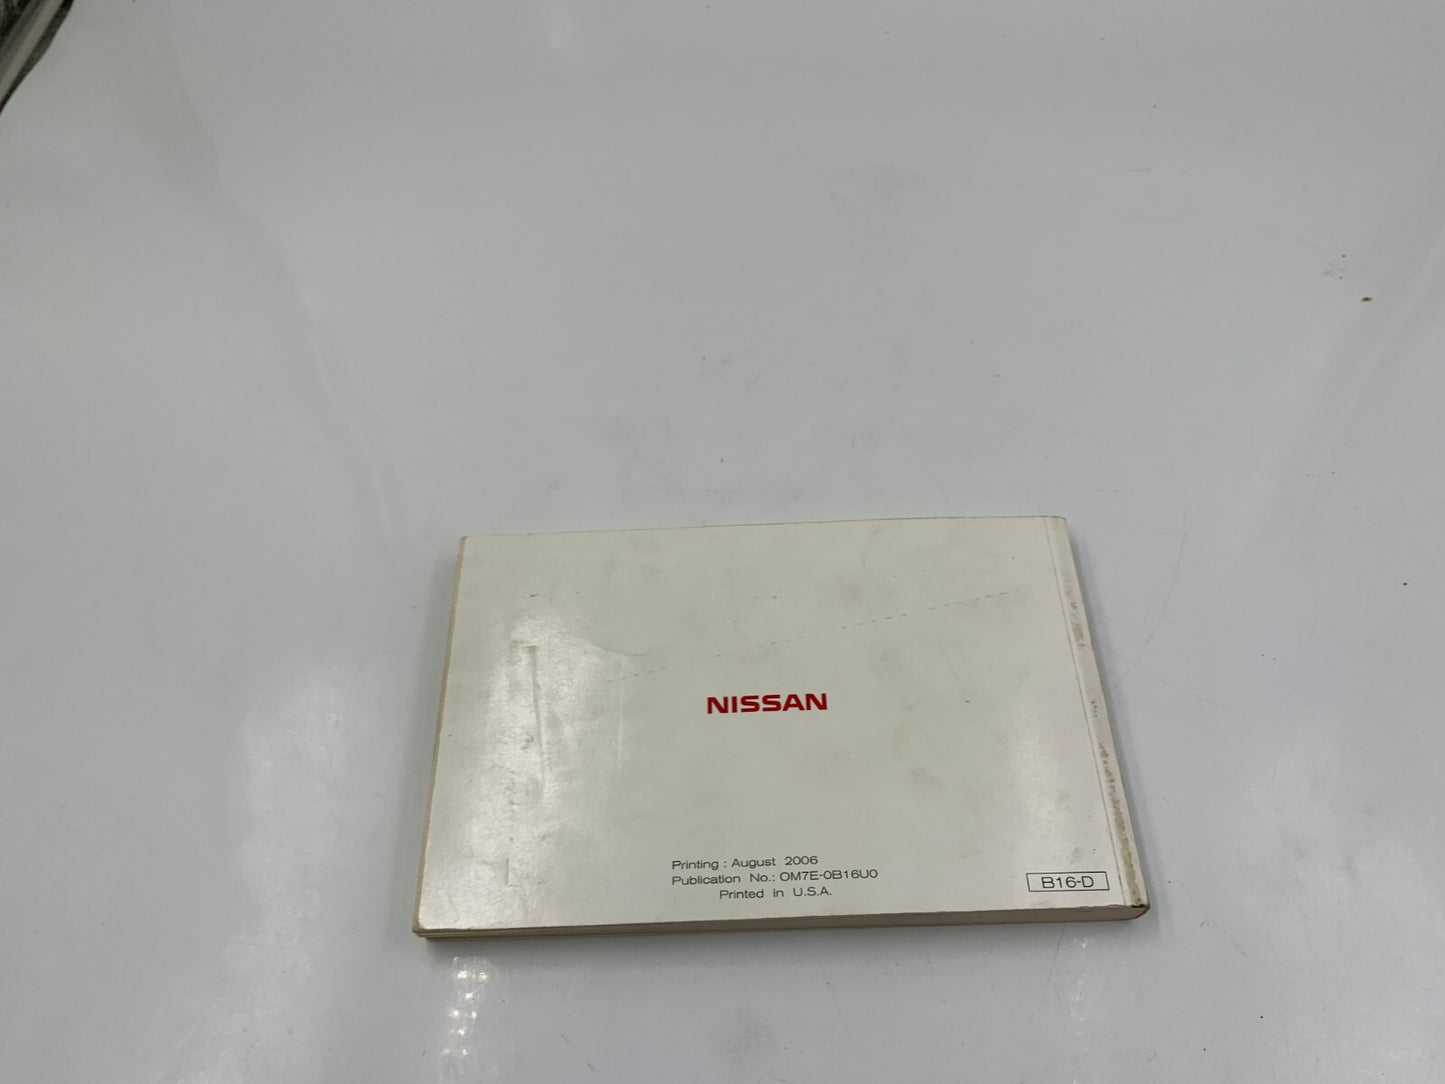 NISSAN
Printing : August 2006
Publication No.: OM7E-0B16U0
Printed in U.S.A.
B16-D